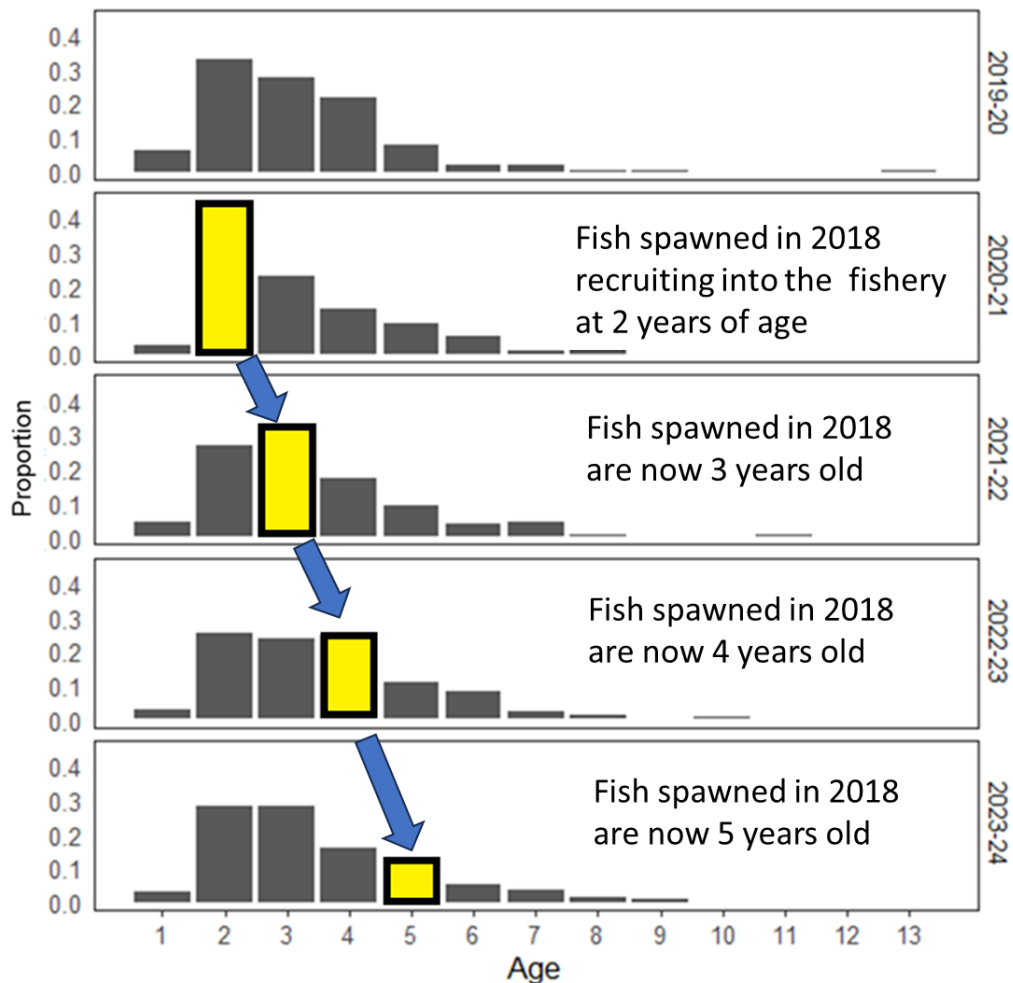 0.4
0.3
0.2
0.1
0.0
2019-20
0.4
0.3
0.2
0.1
0.0
Fish spawned in 2018
recruiting into the fishery
at 2 years of age
2020-21
0.4
0.3
0.2
0.1
0.0
Fish spawned in 2018
are now 3 years old
2021-22
Proportion
0.4
0.3
0.2
0.1
0.0
Fish spawned in 2018
are now 4 years old
2022-23
0.4
0.3
0.2
0.1
0.0
Fish spawned in 2018
are now 5 years old
2023-24
1 2 3 4 5 6 7 8 9 10 11 12 13
Age